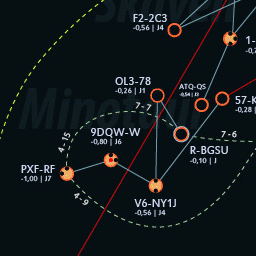 F2-2C3
-0,56 | J4
1-
OL3-78
-0,26 | J1
ATQ-QS
57-K
-0,28 |
7 - 7
7 - 6
9DQW-W
-0,80 | J6
R-BGSU
-0,10 | J
4 - 15
PXF-RF
-1,00 | J7
4 - 9
V6-NY1J
-0,56 | J4